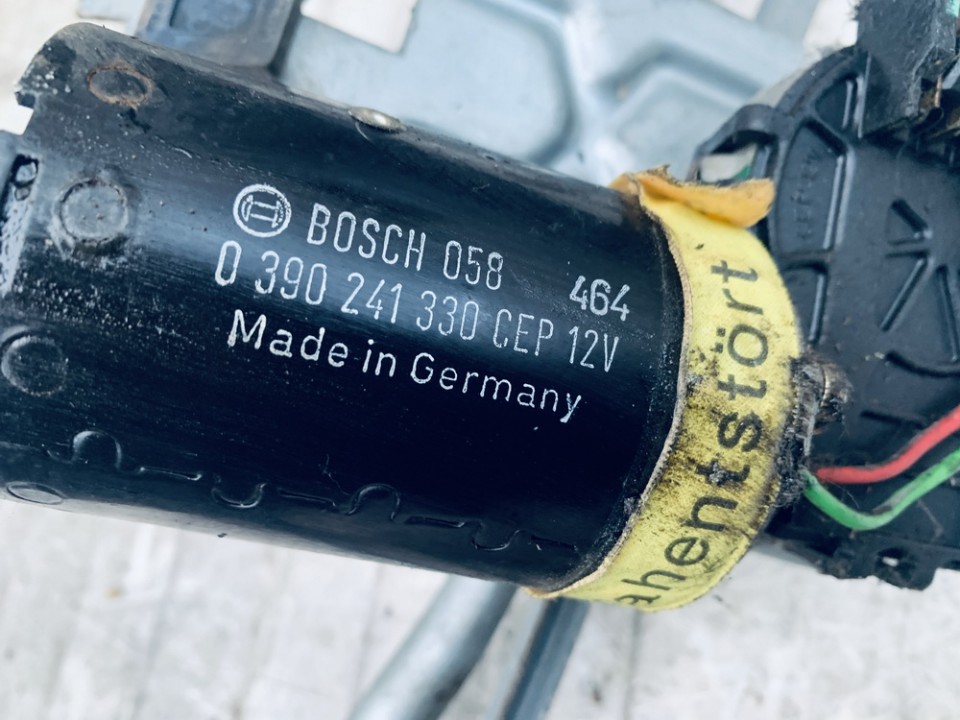 BOSCH 058 464
0 390 241 330 CEP 12V
Made in Germany
ahentstört